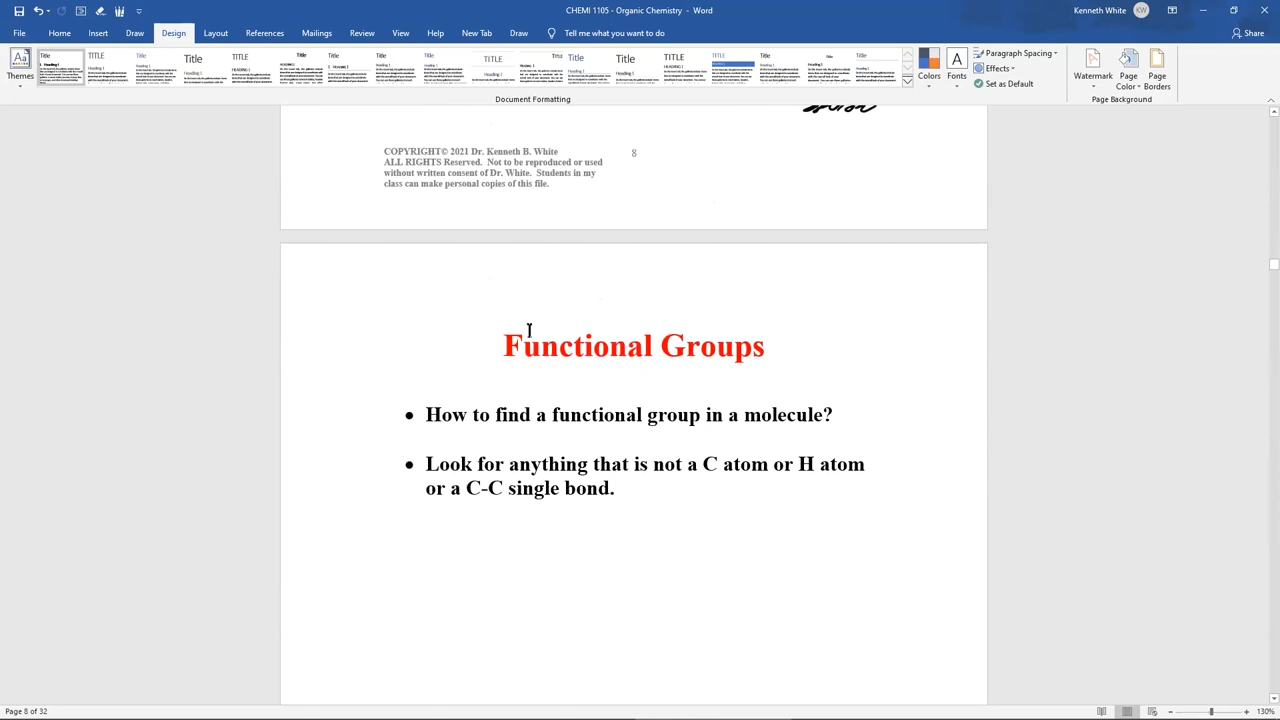 CHEMI 1105 - Organic Chemistry - Word
Kenneth White KW
File Home Insert Draw Design Layout References Mailings Review View Help New Tab Draw Tell me what you want to do Share
Themes
Colors Fonts
Paragraph Spacing
Effects
Set as Default
Watermark Page Color Page Borders
Document Formatting Page Background
COPYRIGHT© 2021 Dr. Kenneth B. White
ALL RIGHTS Reserved. Not to be reproduced or used
without written consent of Dr. White. Students in my
class can make personal copies of this file.
8
Functional Groups
• How to find a functional group in a molecule?
• Look for anything that is not a C atom or H atom
or a C-C single bond.
Page 8 of 32
130%